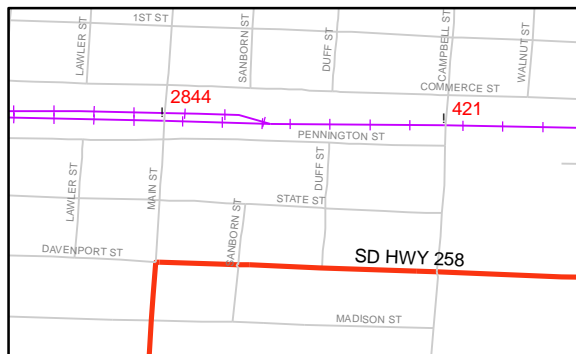 1ST ST
LAWLER ST
SANBORN ST
DUFF ST
CAMPBELL ST
WALNUT ST
COMMERCE ST
2844
421
PENNINGTON ST
LAWLER ST
MAIN ST
DUFF ST
STATE ST
SANBORN ST
DAVENPORT ST
SD HWY 258
MADISON ST